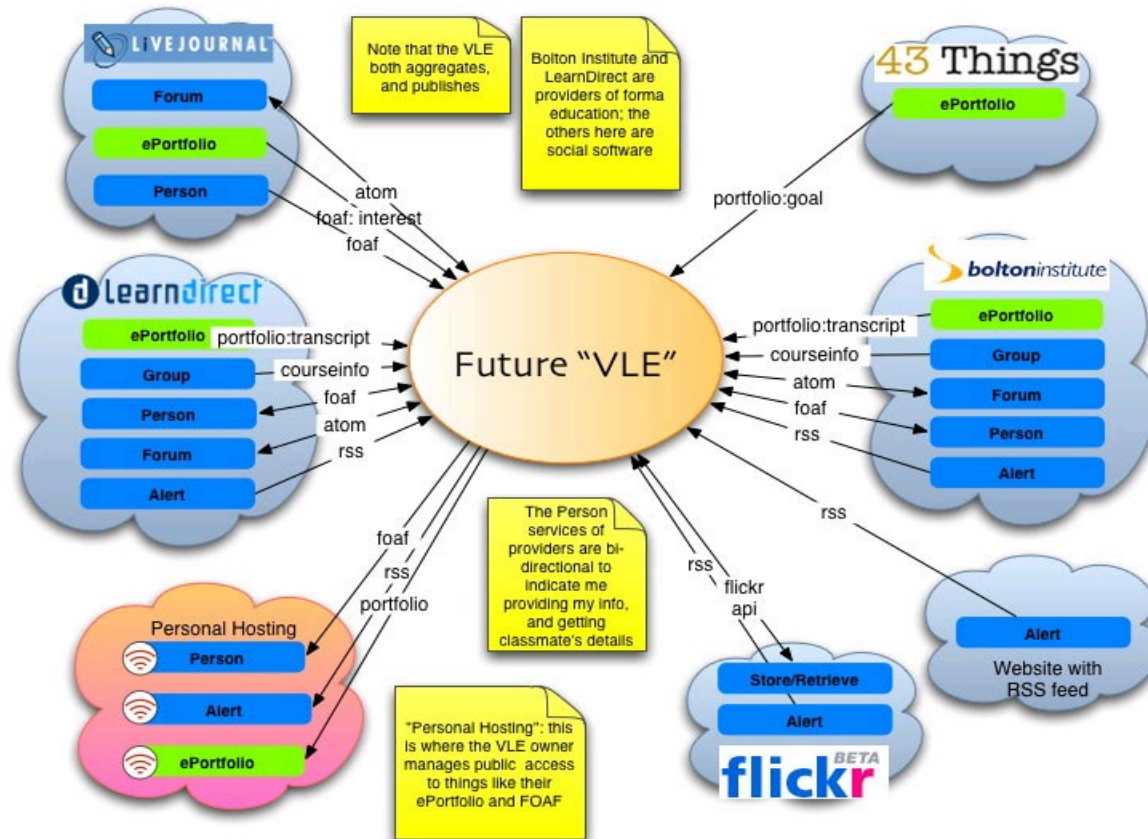 LiVEJOURNAL
Forum
ePortfolio
Person
Note that the VLE
both aggregates,
and publishes
Bolton Institute and
LearnDirect are
providers of forma
education; the
others here are
social software
43 Things
ePortfolio
atom
foaf: interest
foaf
portfolio:goal
d Learndirect
ePortfolio
Group
Person
Forum
Alert
portfolio:transcript
courseinfo
foaf
atom
rss
Future “VLE”
boltoninstitute
ePortfolio
Group
Forum
Person
Alert
portfolio:transcript
courseinfo
atom
foaf
rss
foaf
rss
portfolio
Personal Hosting
Person
Alert
ePortfolio
The Person
services of
providers are bi-
directional to
indicate me
providing my info,
and getting
classmate's details
"Personal Hosting": this
is where the VLE owner
manages public access
to things like their
ePortfolio and FOAF
rss
flickr
api
Store/Retrieve
Alert
flickr
BETA
rss
Alert
Website with
RSS feed